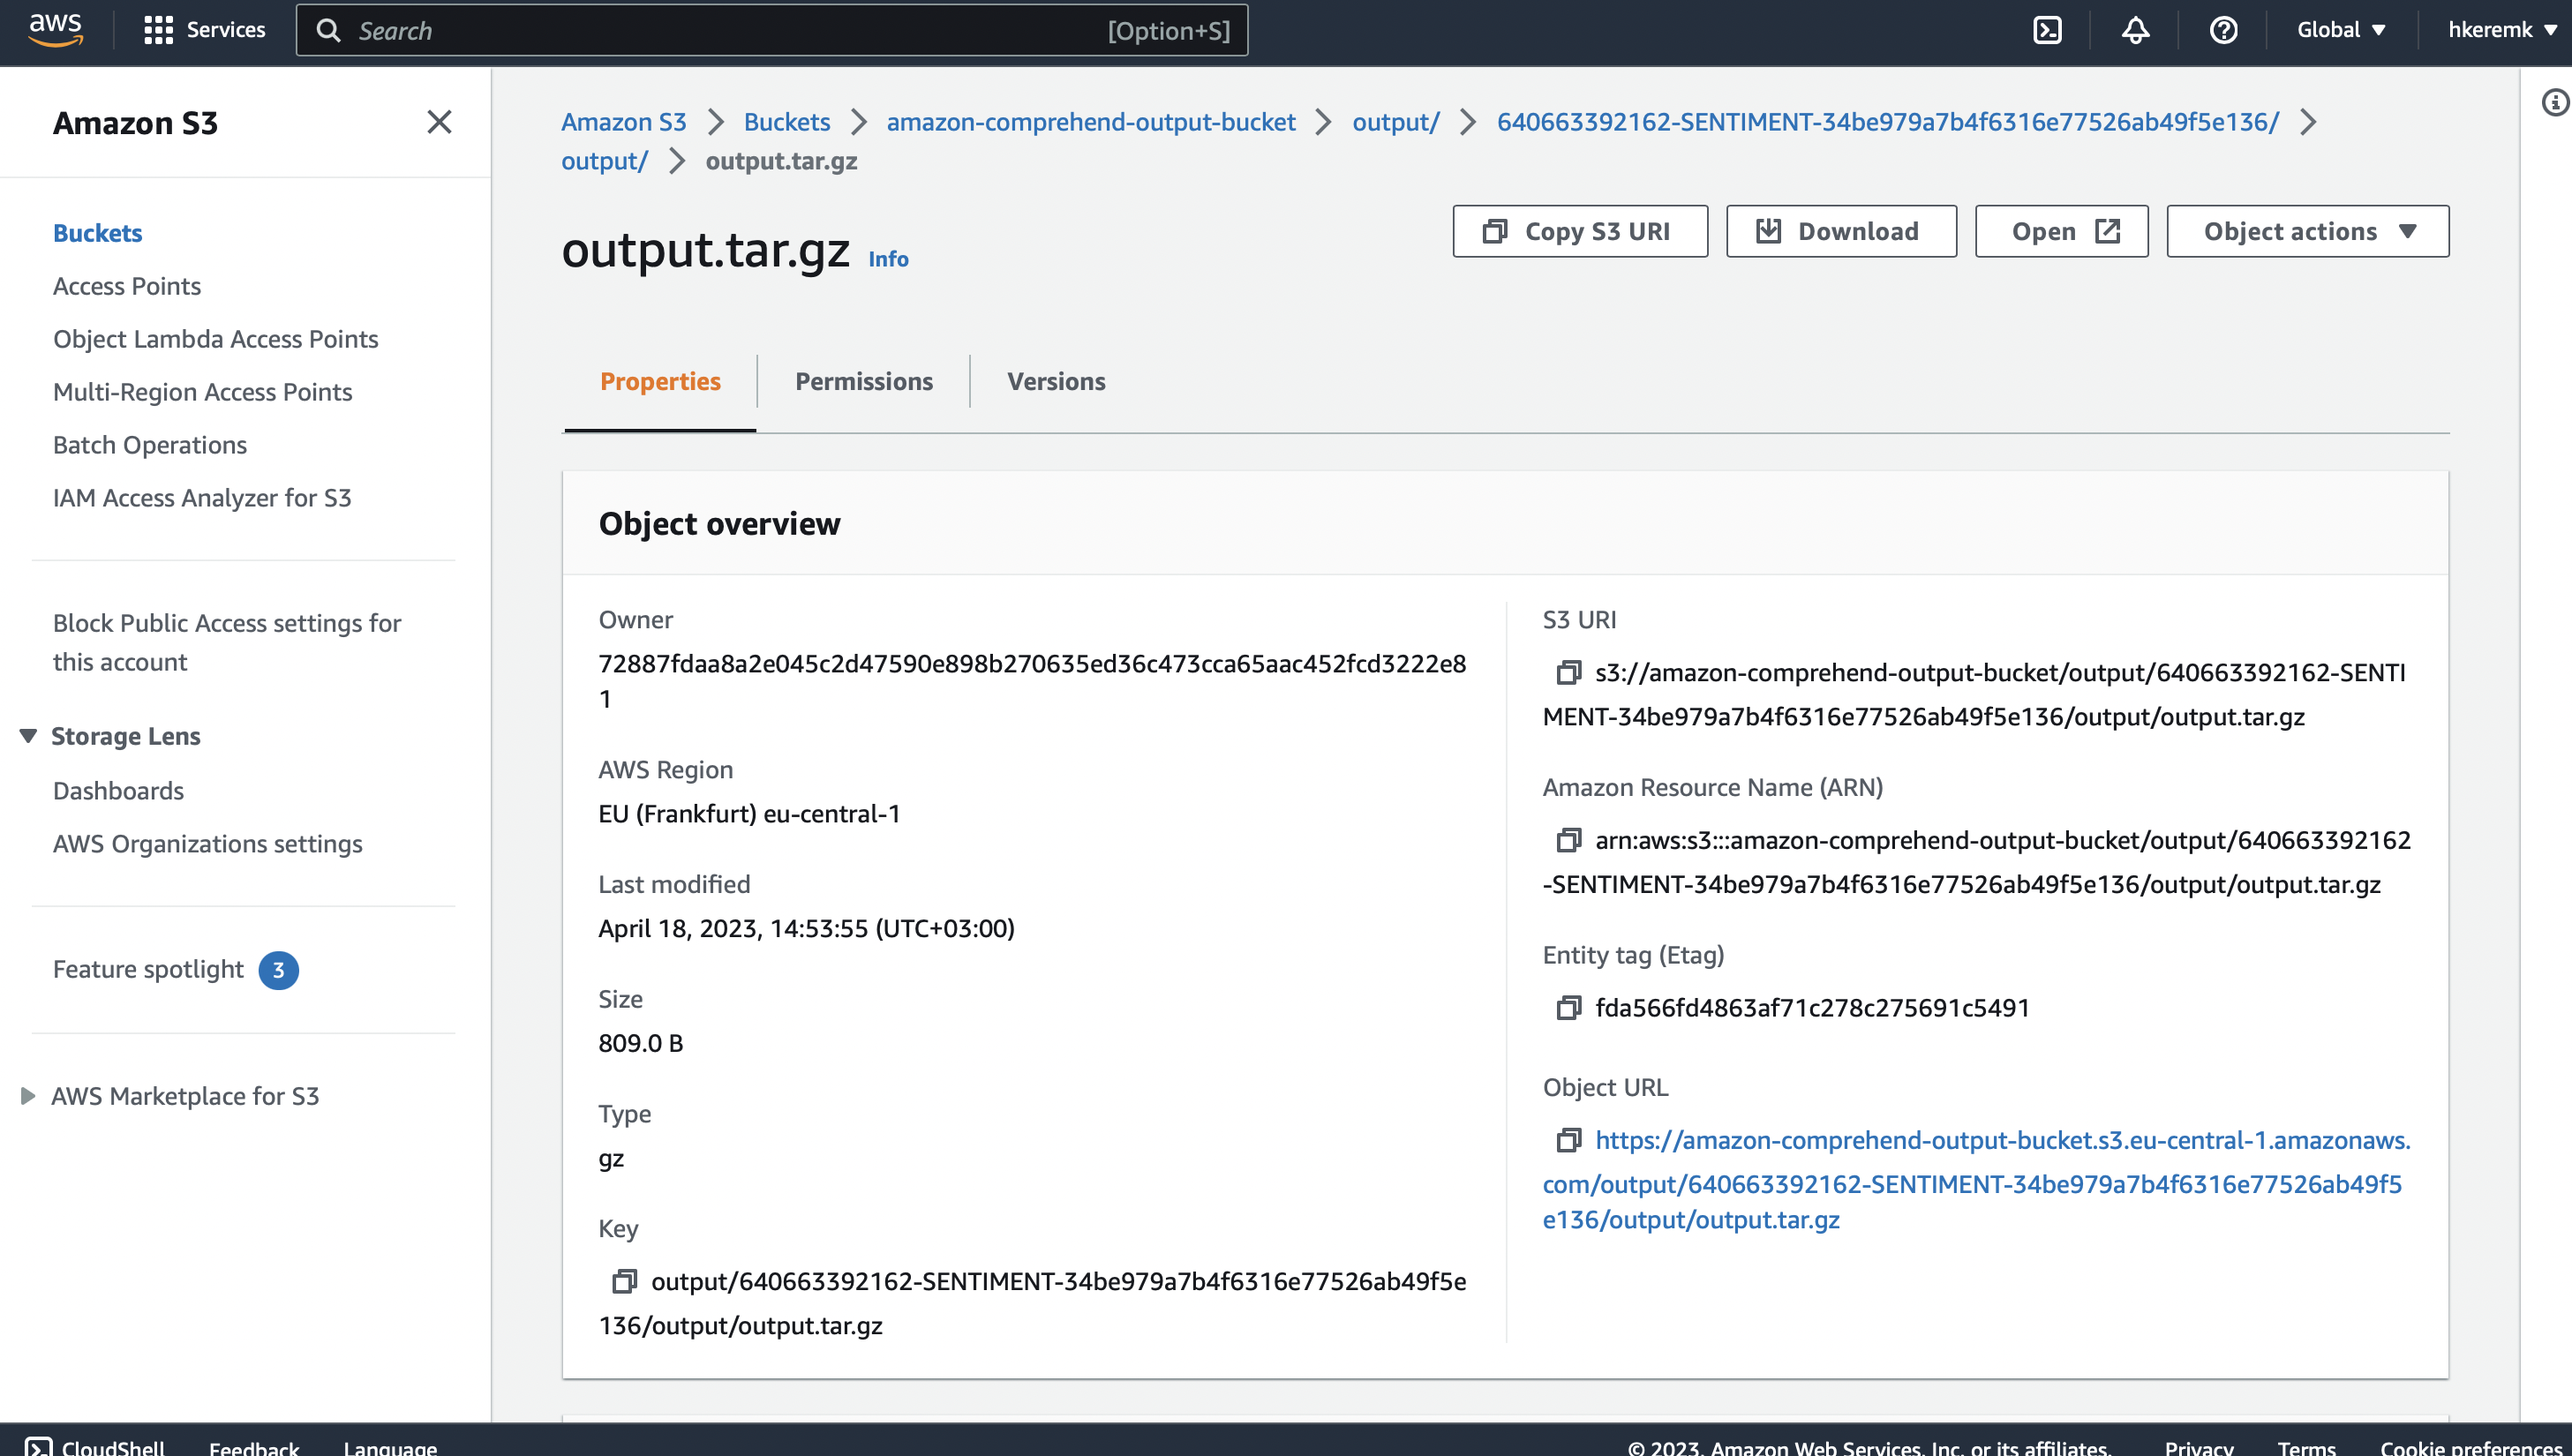 aws
Services
Search
[Option+S]
Global
hkeremk
Amazon S3
Buckets
Access Points
Object Lambda Access Points
Multi-Region Access Points
Batch Operations
IAM Access Analyzer for S3
Block Public Access settings for
this account
Storage Lens
Dashboards
AWS Organizations settings
Feature spotlight 3
AWS Marketplace for S3
Amazon S3 > Buckets > amazon-comprehend-output-bucket > output/ > 640663392162-SENTIMENT-34be979a7b4f6316e77526ab49f5e136/ >
output/ > output.tar.gz
output.tar.gz Info
Copy S3 URI
Download
Open
Object actions
Properties
Permissions
Versions
Object overview
Owner
72887fdaa8a2e045c2d47590e898b270635ed36c473cca65aac452fcd3222e8
1
AWS Region
EU (Frankfurt) eu-central-1
Last modified
April 18, 2023, 14:53:55 (UTC+03:00)
Size
809.0 B
Type
gz
Key
output/640663392162-SENTIMENT-34be979a7b4f6316e77526ab49f5e
136/output/output.tar.gz
S3 URI
s3://amazon-comprehend-output-bucket/output/640663392162-SENTI
MENT-34be979a7b4f6316e77526ab49f5e136/output/output.tar.gz
Amazon Resource Name (ARN)
arn:aws:s3:::amazon-comprehend-output-bucket/output/640663392162
-SENTIMENT-34be979a7b4f6316e77526ab49f5e136/output/output.tar.gz
Entity tag (Etag)
fda566fd4863af71c278c275691c5491
Object URL
https://amazon-comprehend-output-bucket.s3.eu-central-1.amazonaws.
com/output/640663392162-SENTIMENT-34be979a7b4f6316e77526ab49f5
e136/output/output.tar.gz
CloudShell
Feedback
Language
© 2023, Amazon Web Services, Inc. or its affiliates.
Privacy
Terms
Cookie preferences